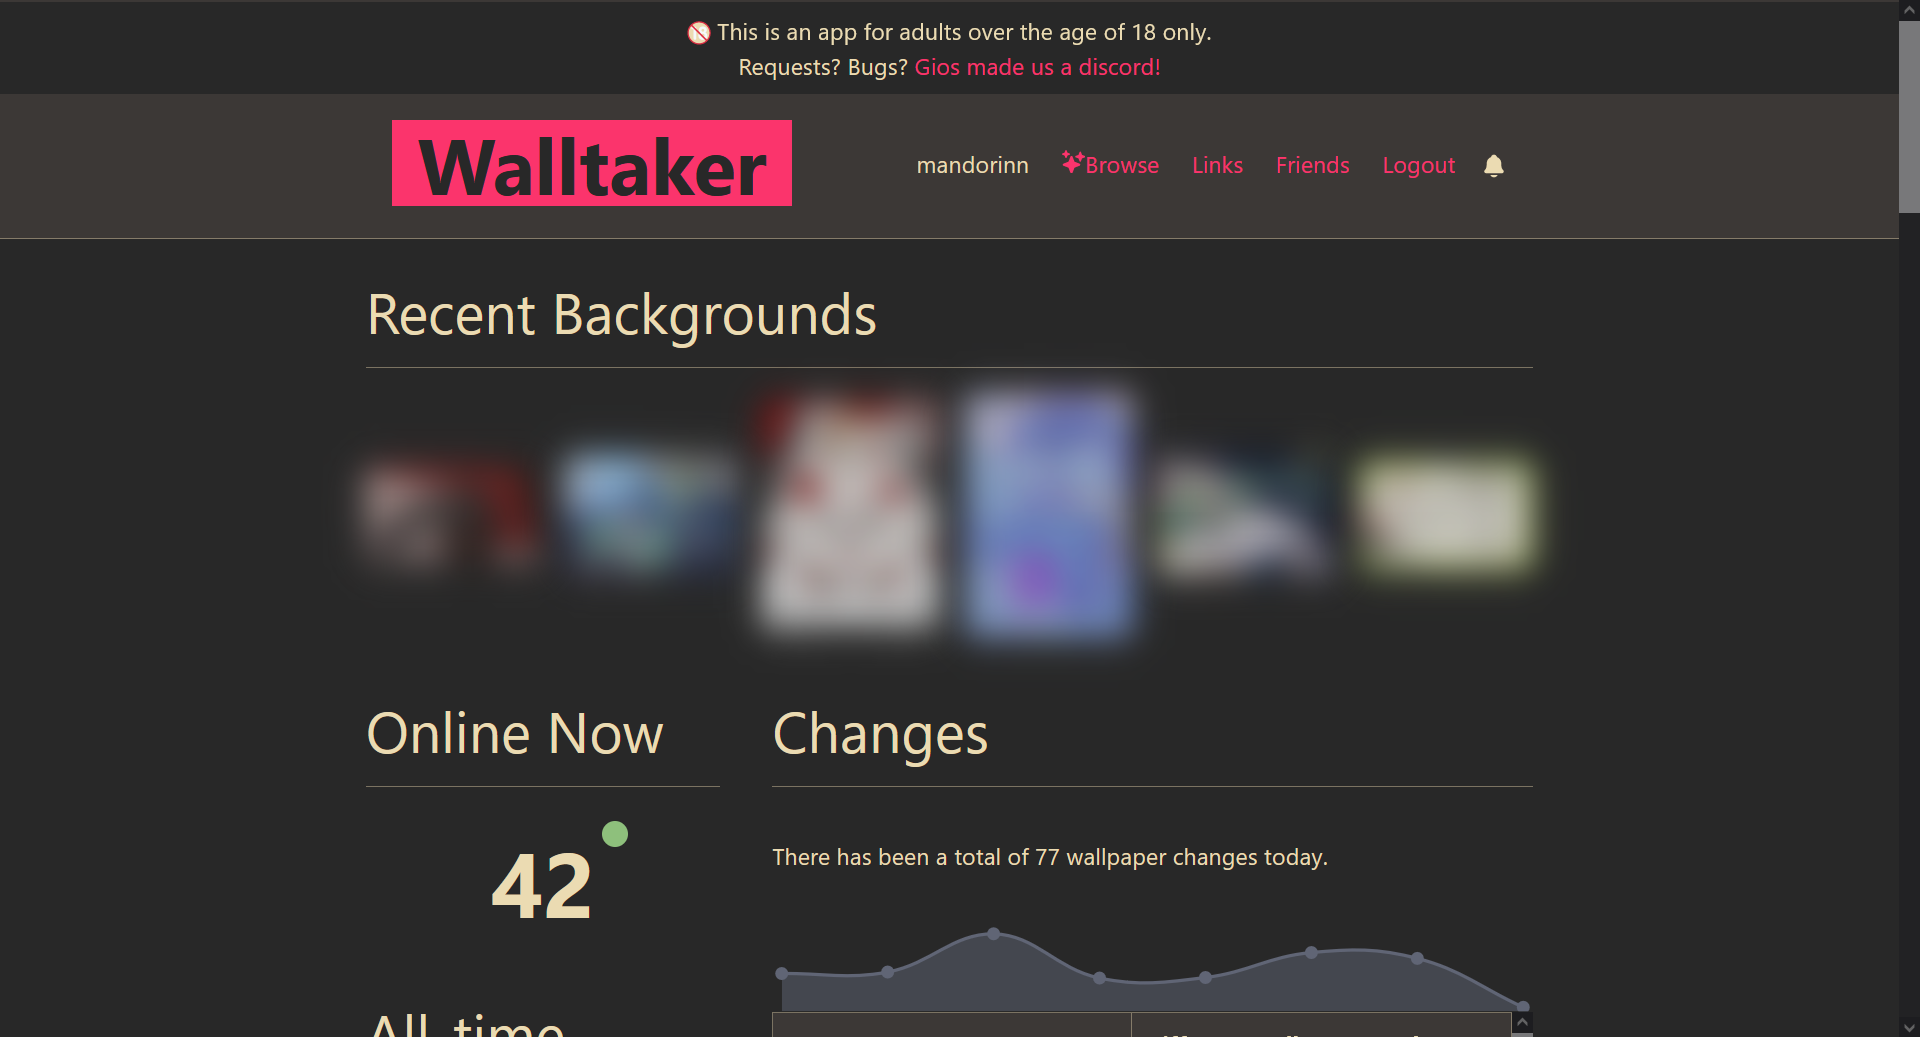 This is an app for adults over the age of 18 only.
Requests? Bugs? Gios made us a discord!
Walltaker
mandorinn
Browse
Links
Friends
Logout
Recent Backgrounds
Online Now
Changes
42
There has been a total of 77 wallpaper changes today.
All-time